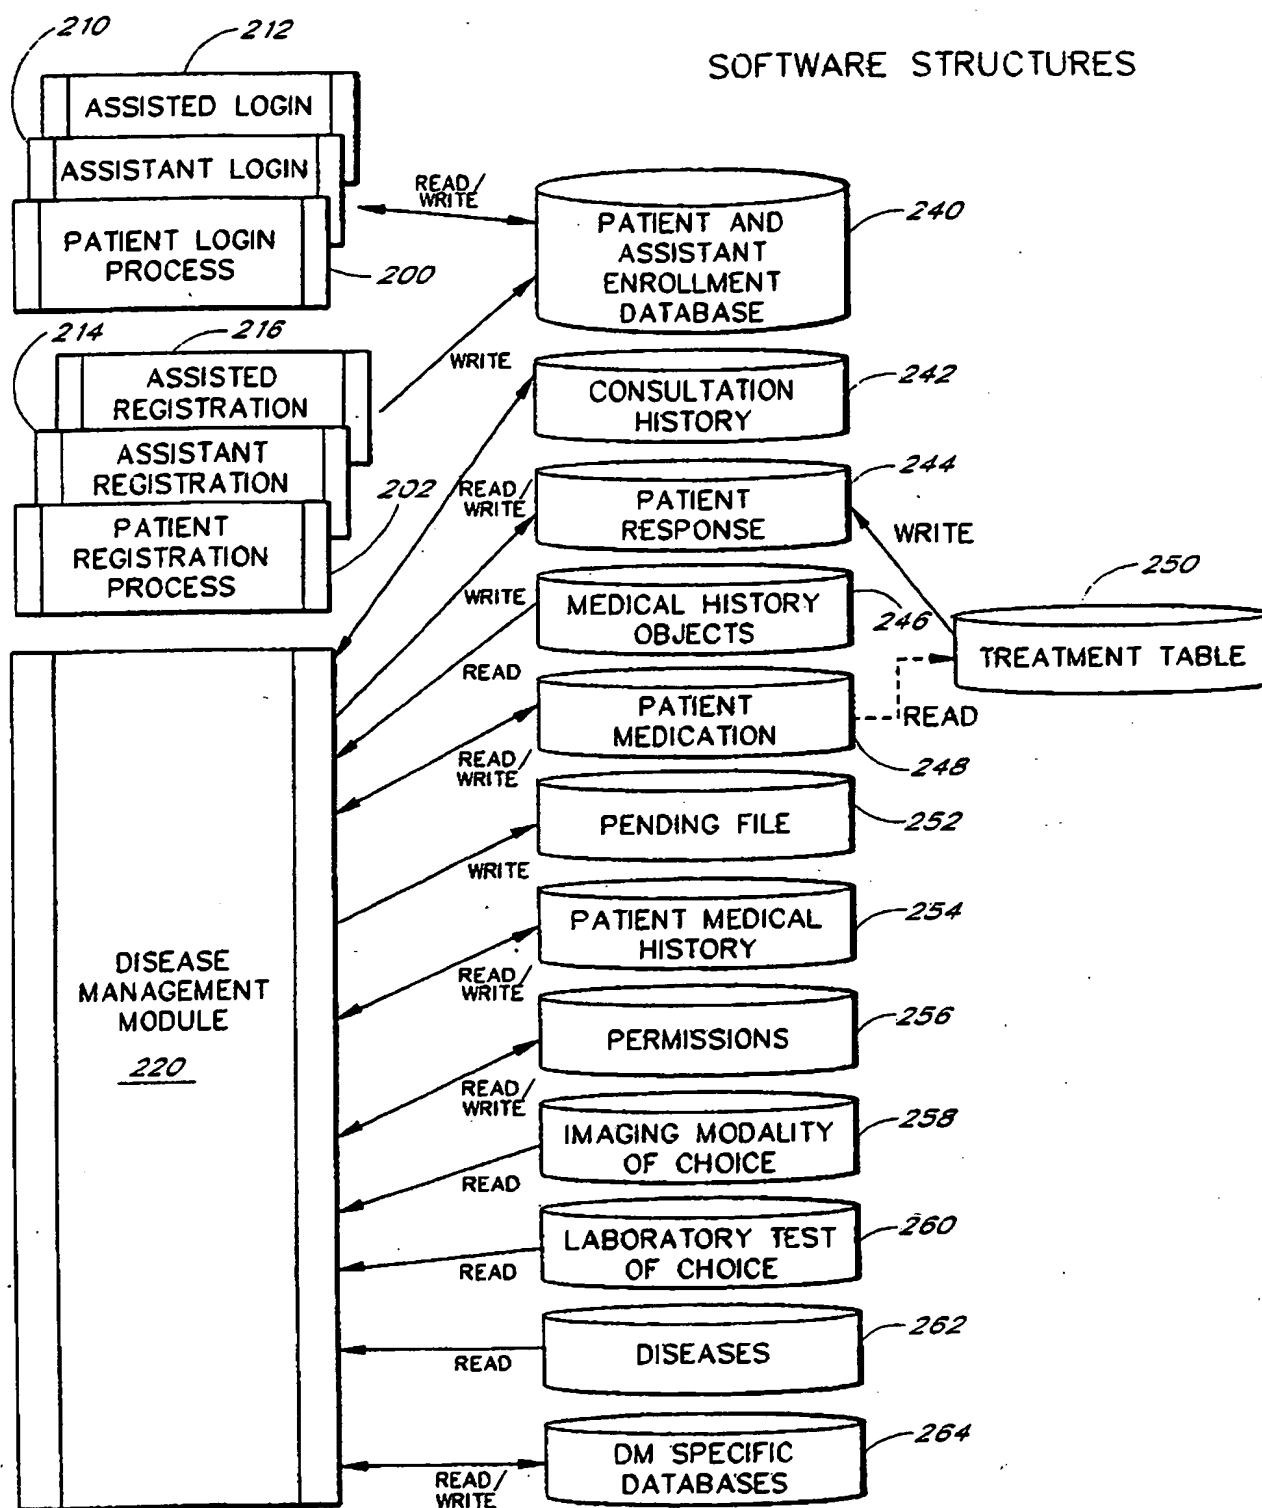 210
212
SOFTWARE STRUCTURES
ASSISTED LOGIN
ASSISTANT LOGIN
PATIENT LOGIN
PROCESS
200
READ/
WRITE
PATIENT AND
ASSISTANT
ENROLLMENT
DATABASE
240
214
216
ASSISTED
REGISTRATION
ASSISTANT
REGISTRATION
PATIENT
REGISTRATION
PROCESS
202
WRITE
CONSULTATION
HISTORY
242
READ/
WRITE
PATIENT
RESPONSE
244
WRITE
250
TREATMENT TABLE
WRITE
MEDICAL HISTORY
OBJECTS
246
READ
PATIENT
MEDICATION
248
READ
READ/
WRITE
PENDING FILE
252
WRITE
PATIENT MEDICAL
HISTORY
254
DISEASE
MANAGEMENT
MODULE
220
READ/
WRITE
PERMISSIONS
256
READ/
WRITE
IMAGING MODALITY
OF CHOICE
258
READ
LABORATORY TEST
OF CHOICE
260
READ
DISEASES
262
READ
DM SPECIFIC
DATABASES
264
READ/
WRITE